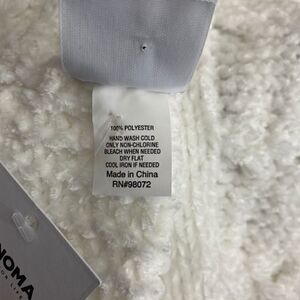 100% POLYESTER
HAND WASH COLD
ONLY NON-CHLORINE
BLEACH WHEN NEEDED
DRY FLAT
COOL IRON IF NEEDED
Made in China
RN#98072
NOMA
LIFE